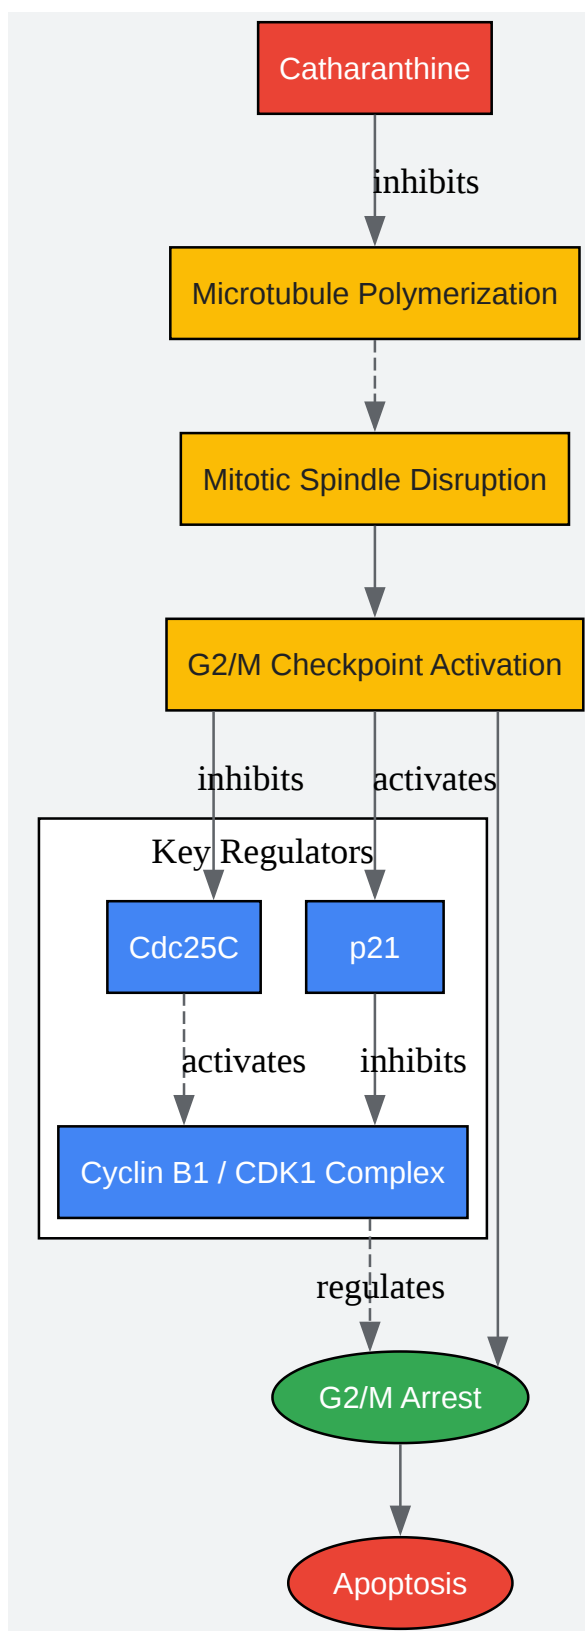 Catharanthine
inhibits
Microtubule Polymerization
Mitotic Spindle Disruption
G2/M Checkpoint Activation
inhibits
activates
Key Regulators
Cdc25C
p21
activates
inhibits
Cyclin B1 / CDK1 Complex
regulates
G2/M Arrest
Apoptosis